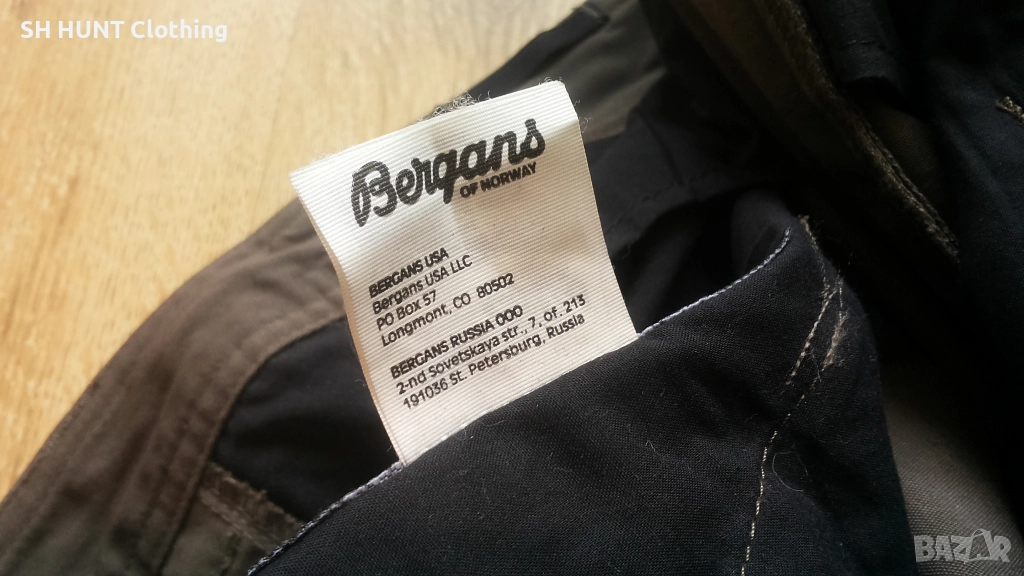 SH HUNT Clothing
Bergans
OF NORWAY
BERGANS USA
Bergans USA LLC
PO Box 57
Longmont, CO 80502
BERGANS RUSSIA OOO
2-nd Sovetskaya str., 7, of. 213
191036 St. Petersburg, Russia
BAZAR